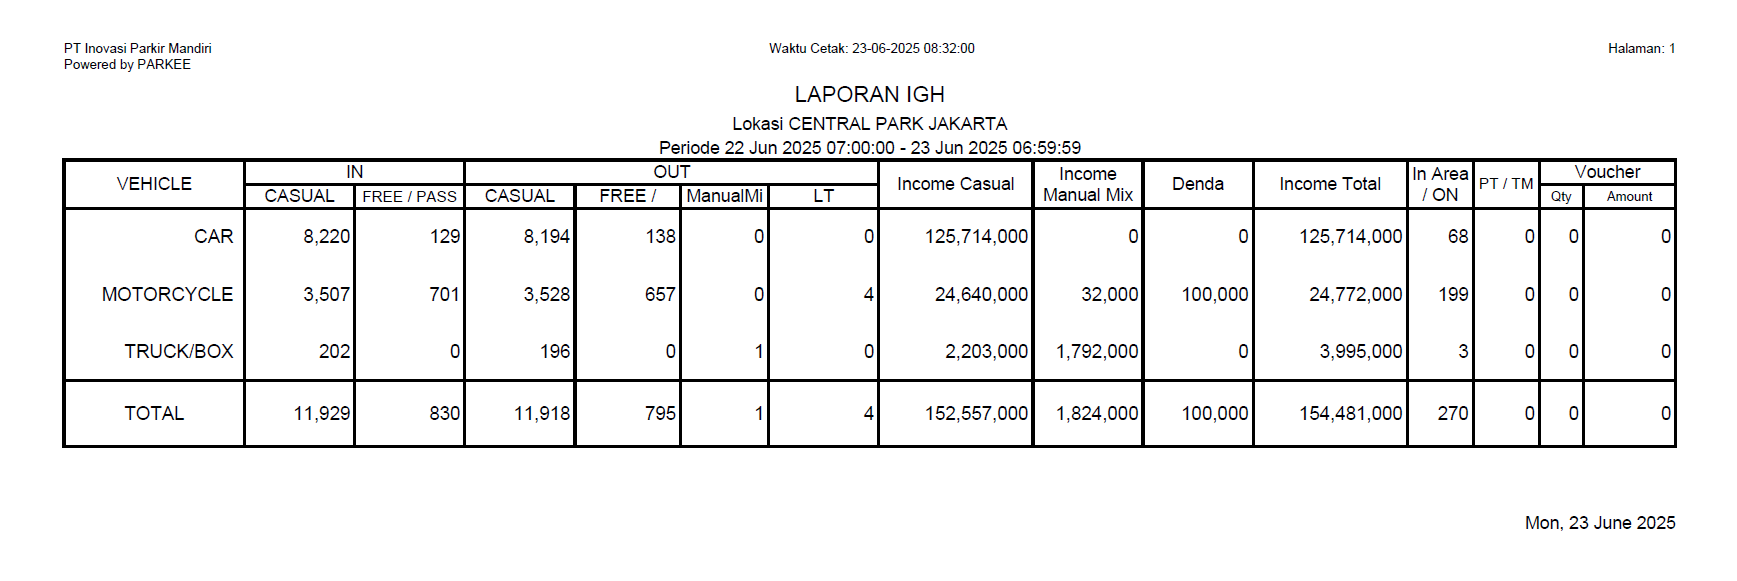 PT Inovasi Parkir Mandiri
Powered by PARKEE
Waktu Cetak: 23-06-2025 08:32:00
Halaman: 1
LAPORAN IGH
Lokasi CENTRAL PARK JAKARTA
Periode 22 Jun 2025 07:00:00 - 23 Jun 2025 06:59:59
VEHICLE IN OUT Income Casual Income Manual Mix Denda Income Total In Area / ON PT / TM Voucher
CASUAL FREE / PASS CASUAL FREE / ManualMi LT Qty Amount
CAR 8,220 129 8,194 138 0 0 125,714,000 0 0 125,714,000 68 0 0 0
MOTORCYCLE 3,507 701 3,528 657 0 4 24,640,000 32,000 100,000 24,772,000 199 0 0 0
TRUCK/BOX 202 0 196 0 1 0 2,203,000 1,792,000 0 3,995,000 3 0 0 0
TOTAL 11,929 830 11,918 795 1 4 152,557,000 1,824,000 100,000 154,481,000 270 0 0 0
Mon, 23 June 2025